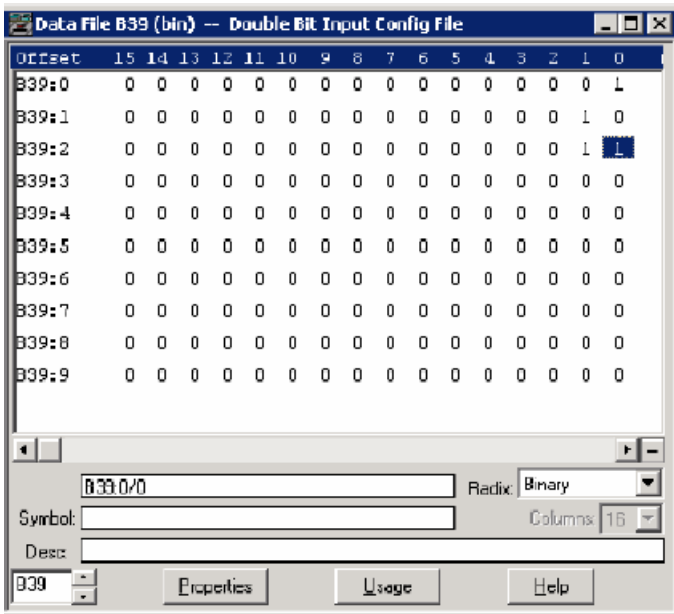 Data File B39 (bin) -- Double Bit Input Config File
Offset 15 14 13 12 11 10 9 8 7 6 5 4 3 2 1 0
B39:0 0 0 0 0 0 0 0 0 0 0 0 0 0 0 0 1
B39:1 0 0 0 0 0 0 0 0 0 0 0 0 0 0 1 0
B39:2 0 0 0 0 0 0 0 0 0 0 0 0 0 0 1 1
B39:3 0 0 0 0 0 0 0 0 0 0 0 0 0 0 0 0
B39:4 0 0 0 0 0 0 0 0 0 0 0 0 0 0 0 0
B39:5 0 0 0 0 0 0 0 0 0 0 0 0 0 0 0 0
B39:6 0 0 0 0 0 0 0 0 0 0 0 0 0 0 0 0
B39:7 0 0 0 0 0 0 0 0 0 0 0 0 0 0 0 0
B39:8 0 0 0 0 0 0 0 0 0 0 0 0 0 0 0 0
B39:9 0 0 0 0 0 0 0 0 0 0 0 0 0 0 0 0
B39:0/0 Radix: Binary
Symbol: Columns: 16
Desc:
B39 Properties Usage Help